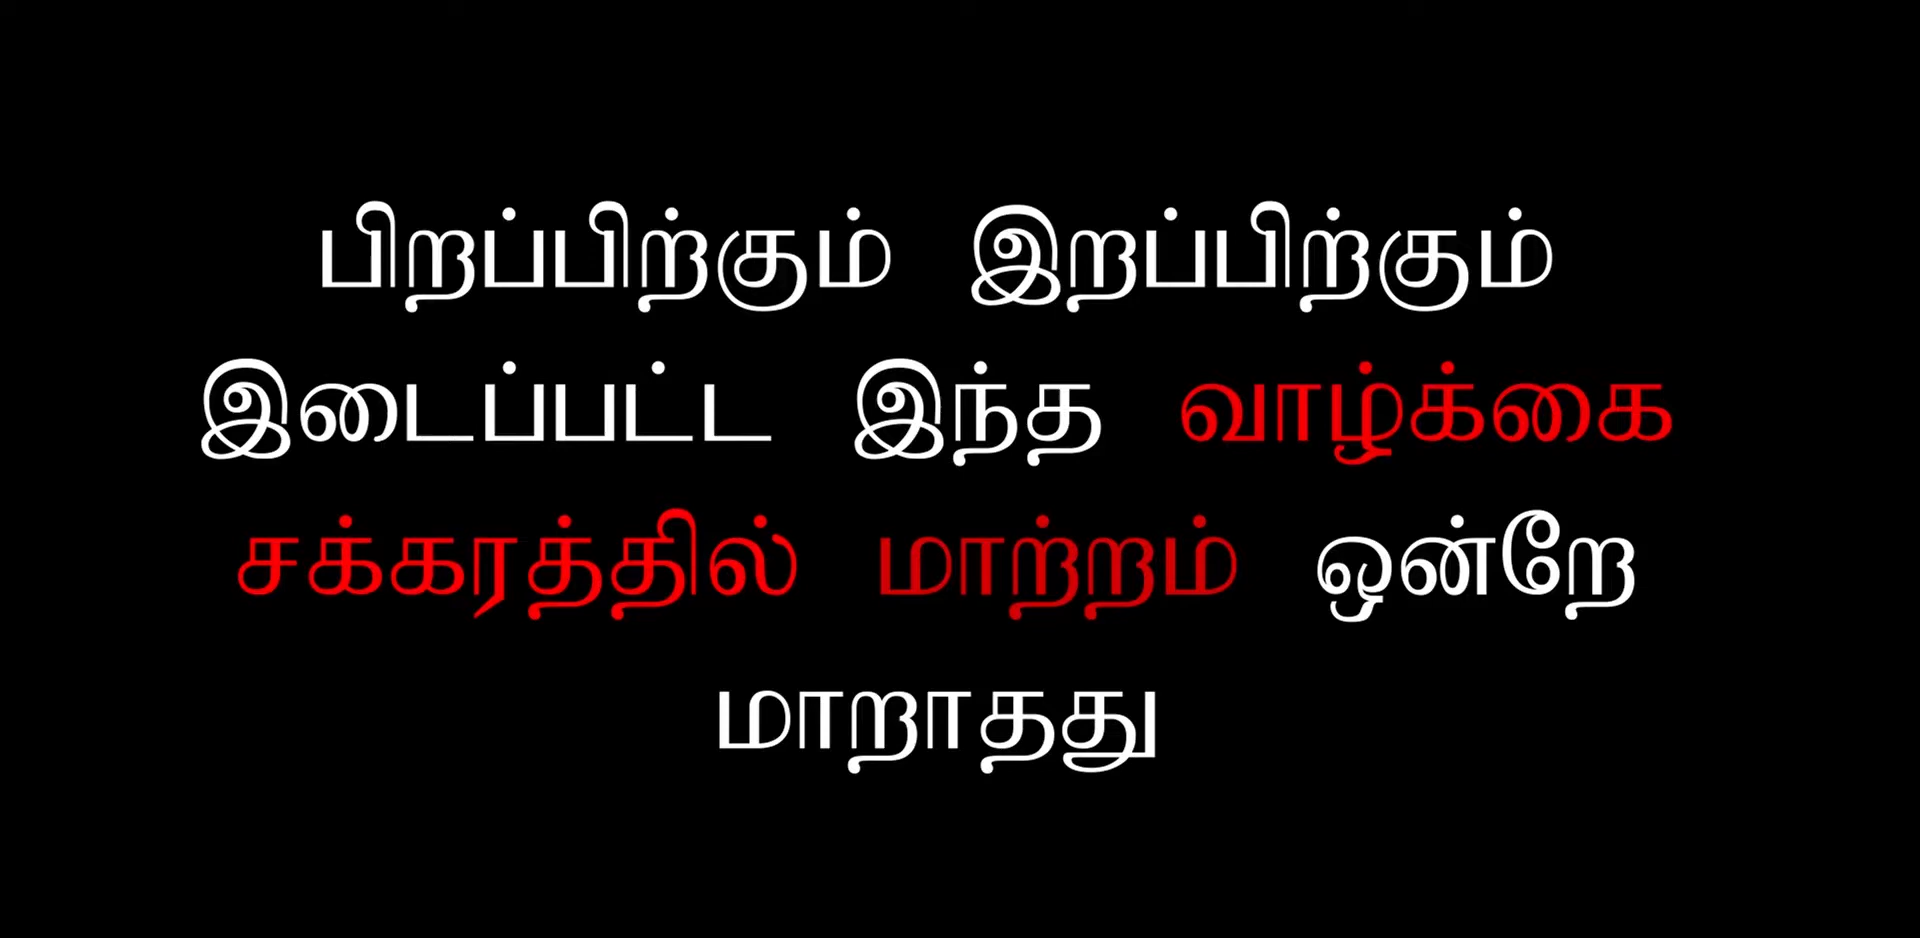 பிறப்பிற்கும் இறப்பிற்கும்
இடைப்பட்ட இந்த வாழ்க்கை
சக்கரத்தில் மாற்றம் ஒன்றே
மாறாதது